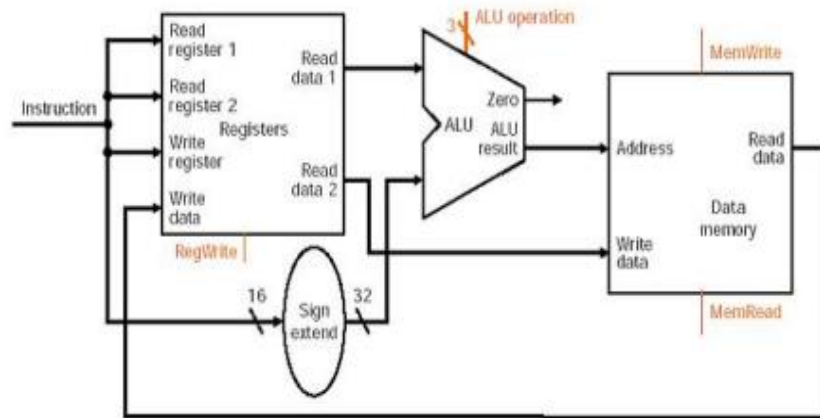 Instruction
Read
register 1
Read
register 2
Write
register
Write
data
Registers
Read
data 1
Read
data 2
RegWrite
16
Sign
extend
32
3
ALU operation
Zero
ALU
ALU
result
MemWrite
Address
Read
data
Data
memory
Write
data
MemRead